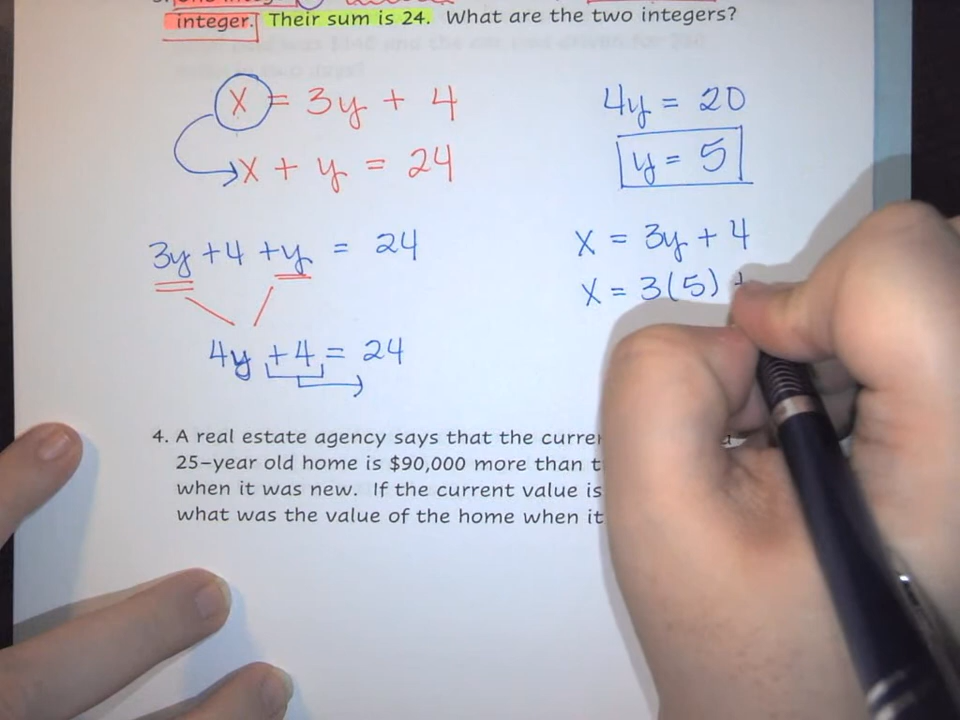 integer. Their sum is 24. What are the two integers?
x = 3y + 4
x + y = 24
3y + 4 + y = 24
4y + 4 = 24
4y = 20
y = 5
x = 3y + 4
x = 3(5) +
4. A real estate agency says that the
25-year old home is $90,000 more than
when it was new. If the current value is
what was the value of the home when it